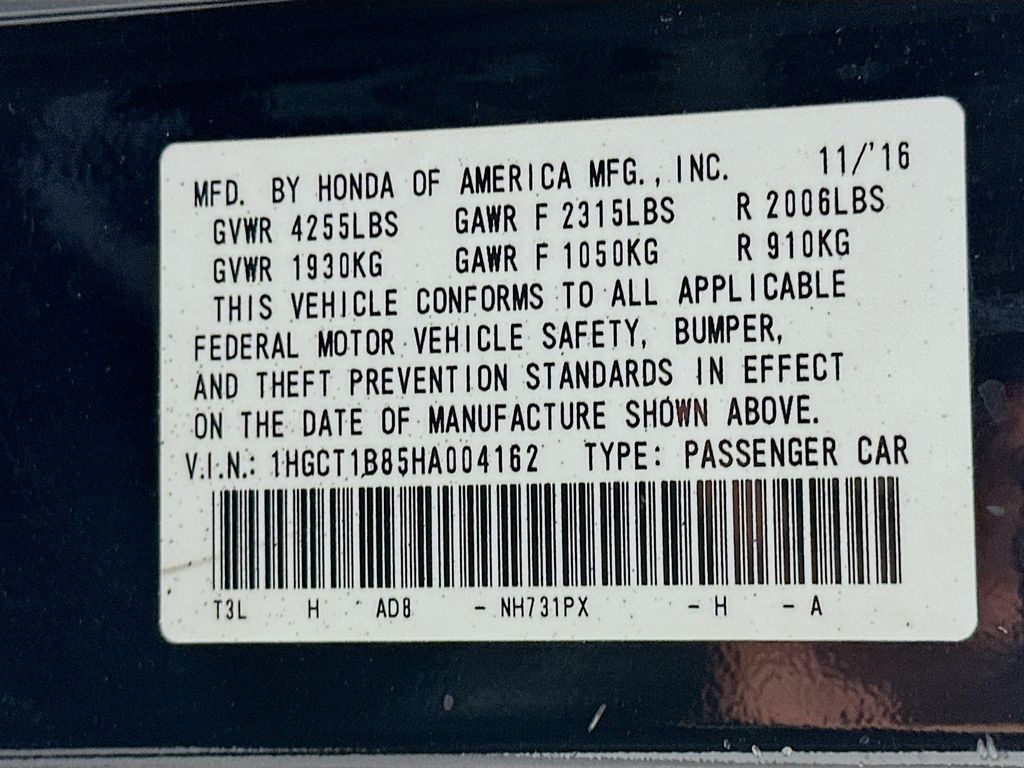 MFD. BY HONDA OF AMERICA MFG., INC. 11/'16
GVWR 4255LBS GAWR F 2315LBS R 2006LBS
GVWR 1930KG GAWR F 1050KG R 910KG
THIS VEHICLE CONFORMS TO ALL APPLICABLE
FEDERAL MOTOR VEHICLE SAFETY, BUMPER,
AND THEFT PREVENTION STANDARDS IN EFFECT
ON THE DATE OF MANUFACTURE SHOWN ABOVE.
V.I.N.: 1HGCT1B85HA004162 TYPE: PASSENGER CAR
T3L H AD8 - NH731PX - H - A